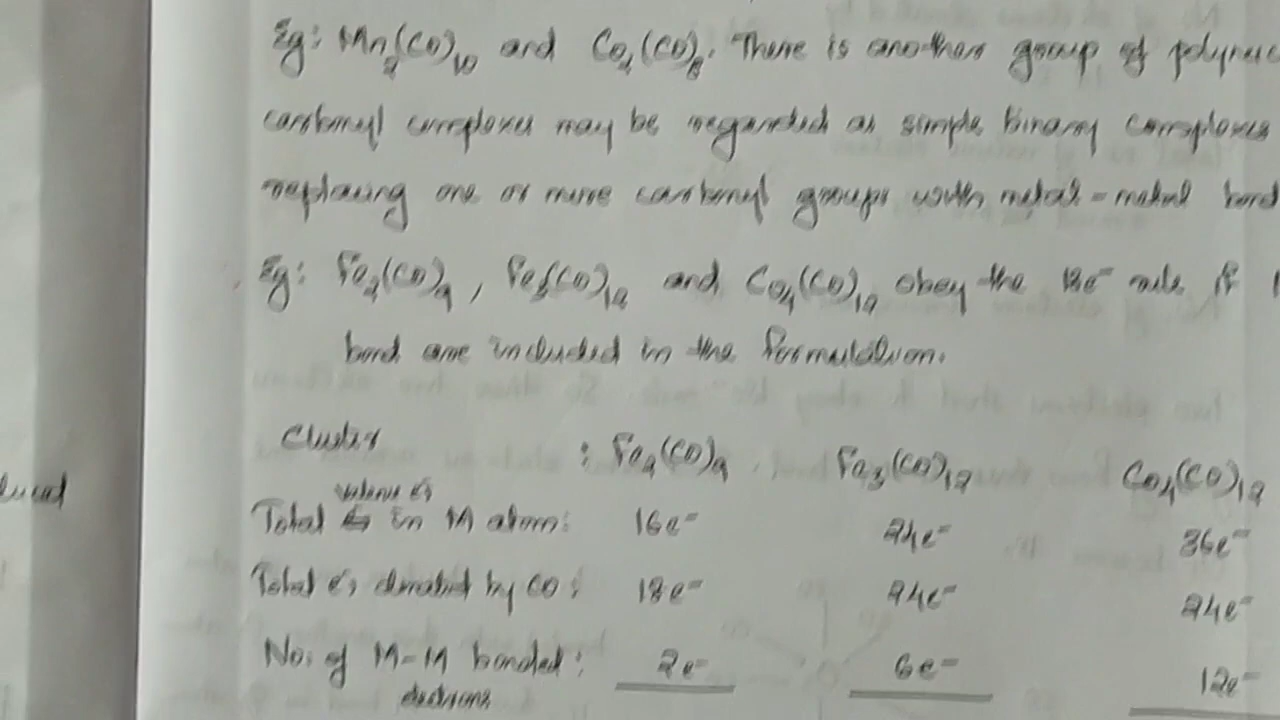 Eg: Mn₂(CO)₁₀ and Co₂(CO)₈. There is another group of polynuc
carbonyl complexes may be regarded as simple binary complexes
replacing one or more carbonyl groups with metal-metal bond
Eg: Fe₂(CO)₉, Fe₃(CO)₁₂ and Co₄(CO)₁₂ obey the 18e⁻ rule if
bond are included in the formulation.
Cluster : Fe₂(CO)₉ Fe₃(CO)₁₂ Co₄(CO)₁₂
Total valence e's in M atom: 16e⁻ 24e⁻ 36e⁻
Total e's donated by CO: 18e⁻ 24e⁻ 24e⁻
No. of M-M bonded: 2e⁻ 6e⁻ 12e⁻
electrons